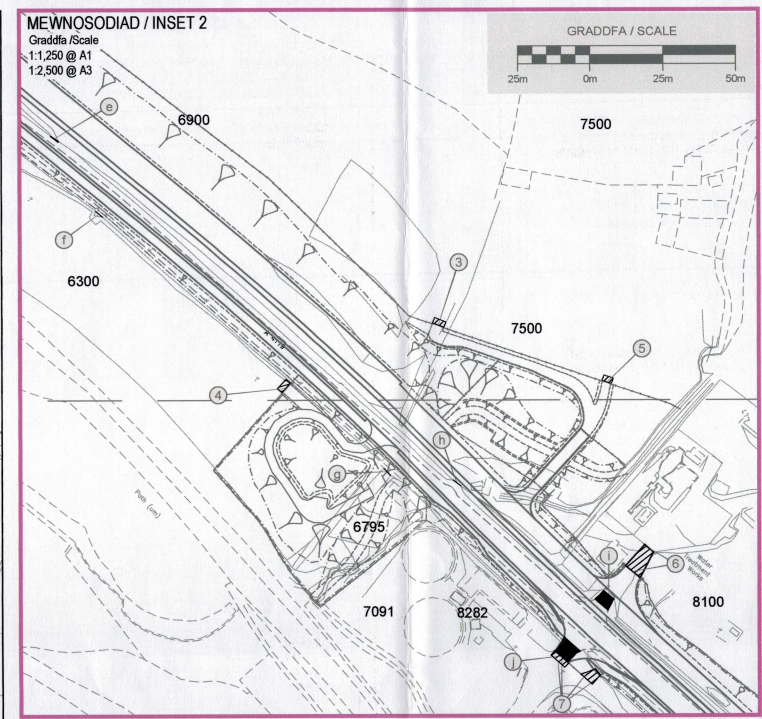 MEWNOSODIAD / INSET 2
Graddfa /Scale
1:1,250 @ A1
1:2,500 @ A3
GRADDFA / SCALE
25m 0m 25m 50m
e
6900
7500
f
6300
3
7500
5
4
A 4119
h
g
Path (um)
6795
i
6
Water
Treatment
Works
7091
8282
8100
j
7